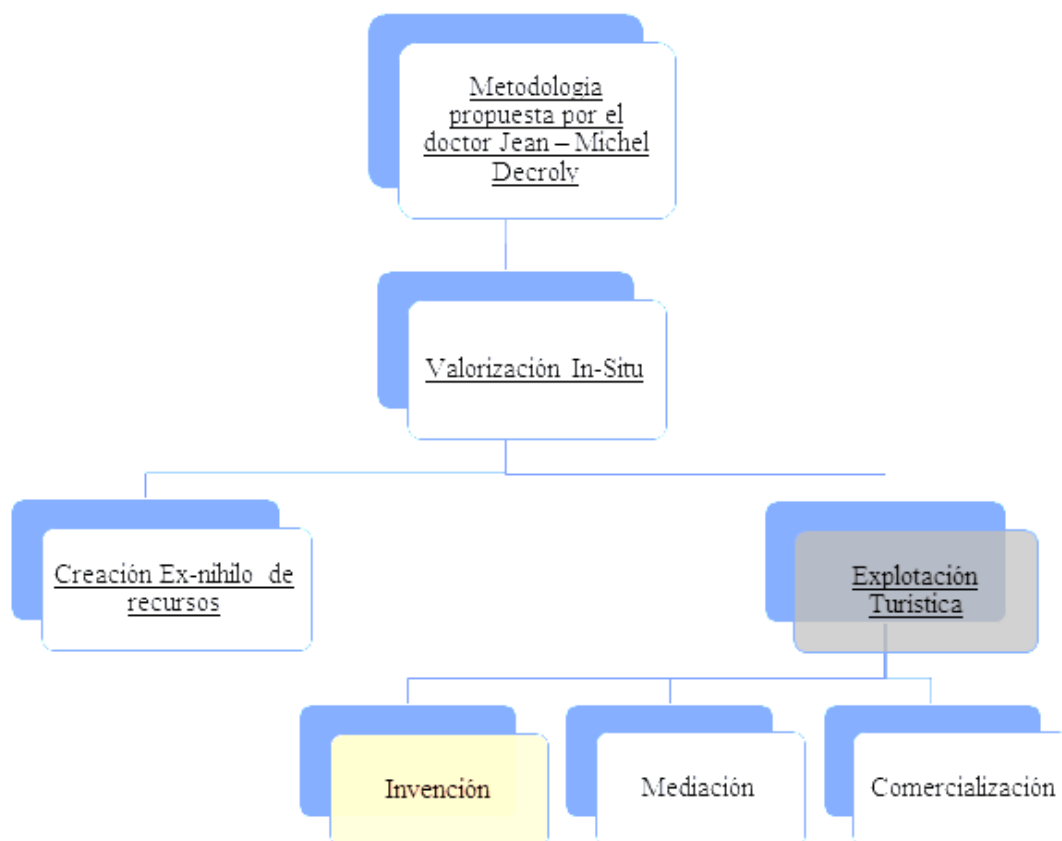 Metodologia
propuesta por el
doctor Jean – Michel
Decroly
Valorización In-Situ
Creación Ex-nihilo de
recursos
Explotación
Turística
Invención
Mediación
Comercialización